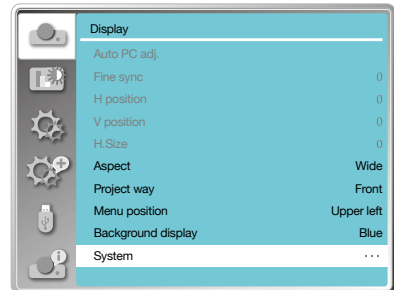 Display
Auto PC adj.
Fine sync 0
H position 0
V position 0
H.Size 0
Aspect Wide
Project way Front
Menu position Upper left
Background display Blue
System ···